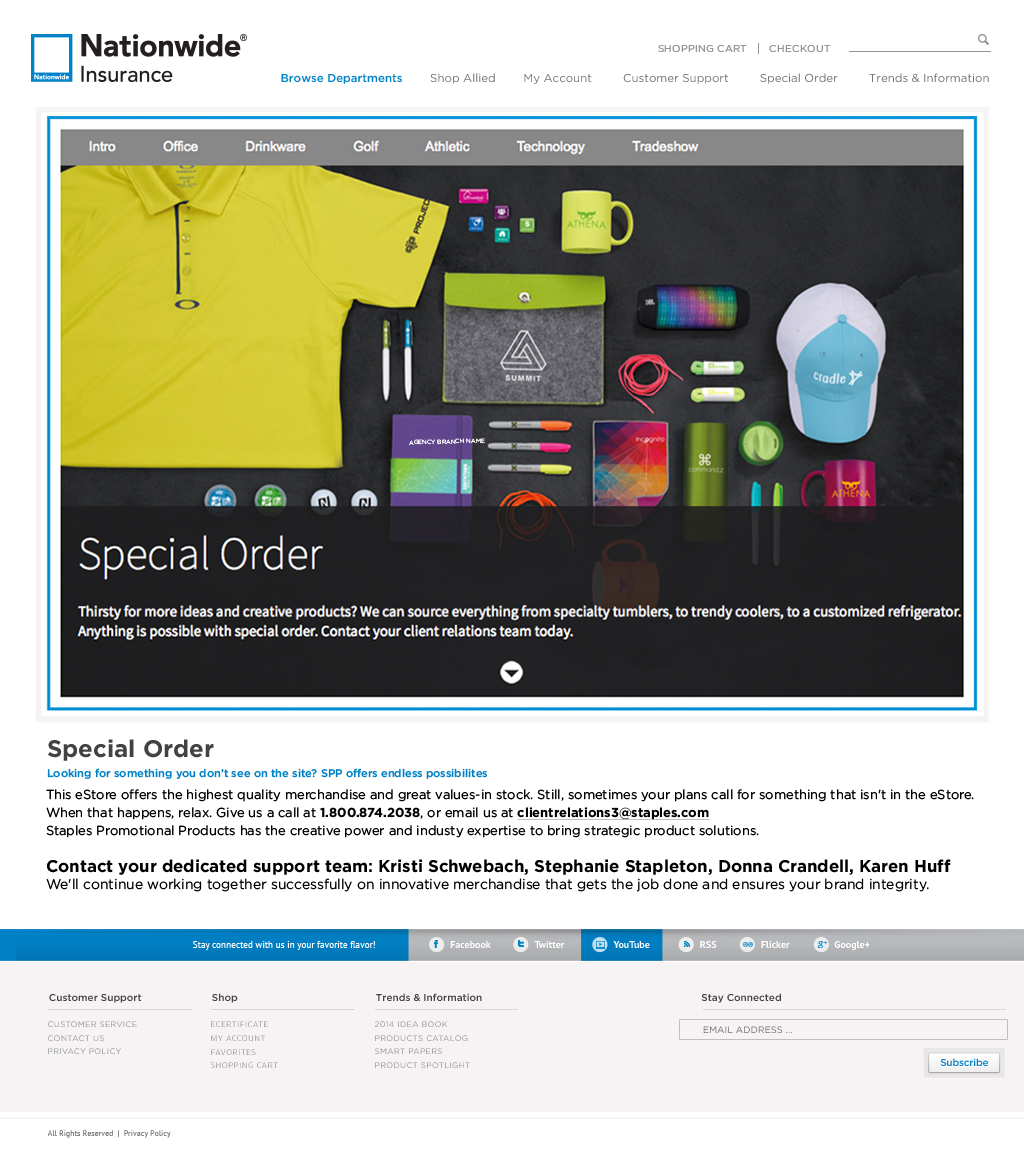 Nationwide®
Nationwide
Insurance
SHOPPING CART | CHECKOUT
Browse Departments Shop Allied My Account Customer Support Special Order Trends & Information
Intro Office Drinkware Golf Athletic Technology Tradeshow
PROJEC
ATHENA
JBL
SUMMIT
cradle
AGENCY BRANCH NAME
incognito
command.z
ATHENA
Special Order
Thirsty for more ideas and creative products? We can source everything from specialty tumblers, to trendy coolers, to a customized refrigerator.
Anything is possible with special order. Contact your client relations team today.
Special Order
Looking for something you don't see on the site? SPP offers endless possibilites
This eStore offers the highest quality merchandise and great values-in stock. Still, sometimes your plans call for something that isn't in the eStore.
When that happens, relax. Give us a call at 1.800.874.2038, or email us at clientrelations3@staples.com
Staples Promotional Products has the creative power and industy expertise to bring strategic product solutions.
Contact your dedicated support team: Kristi Schwebach, Stephanie Stapleton, Donna Crandell, Karen Huff
We'll continue working together successfully on innovative merchandise that gets the job done and ensures your brand integrity.
Stay connected with us in your favorite flavor! Facebook Twitter YouTube RSS Flicker Google+
Customer Support
CUSTOMER SERVICE
CONTACT US
PRIVACY POLICY
Shop
ECERTIFICATE
MY ACCOUNT
FAVORITES
SHOPPING CART
Trends & Information
2014 IDEA BOOK
PRODUCTS CATALOG
SMART PAPERS
PRODUCT SPOTLIGHT
Stay Connected
EMAIL ADDRESS ...
Subscribe
All Rights Reserved | Privacy Policy